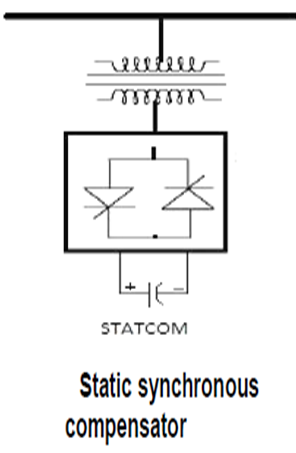 + −
STATCOM
Static synchronous
compensator